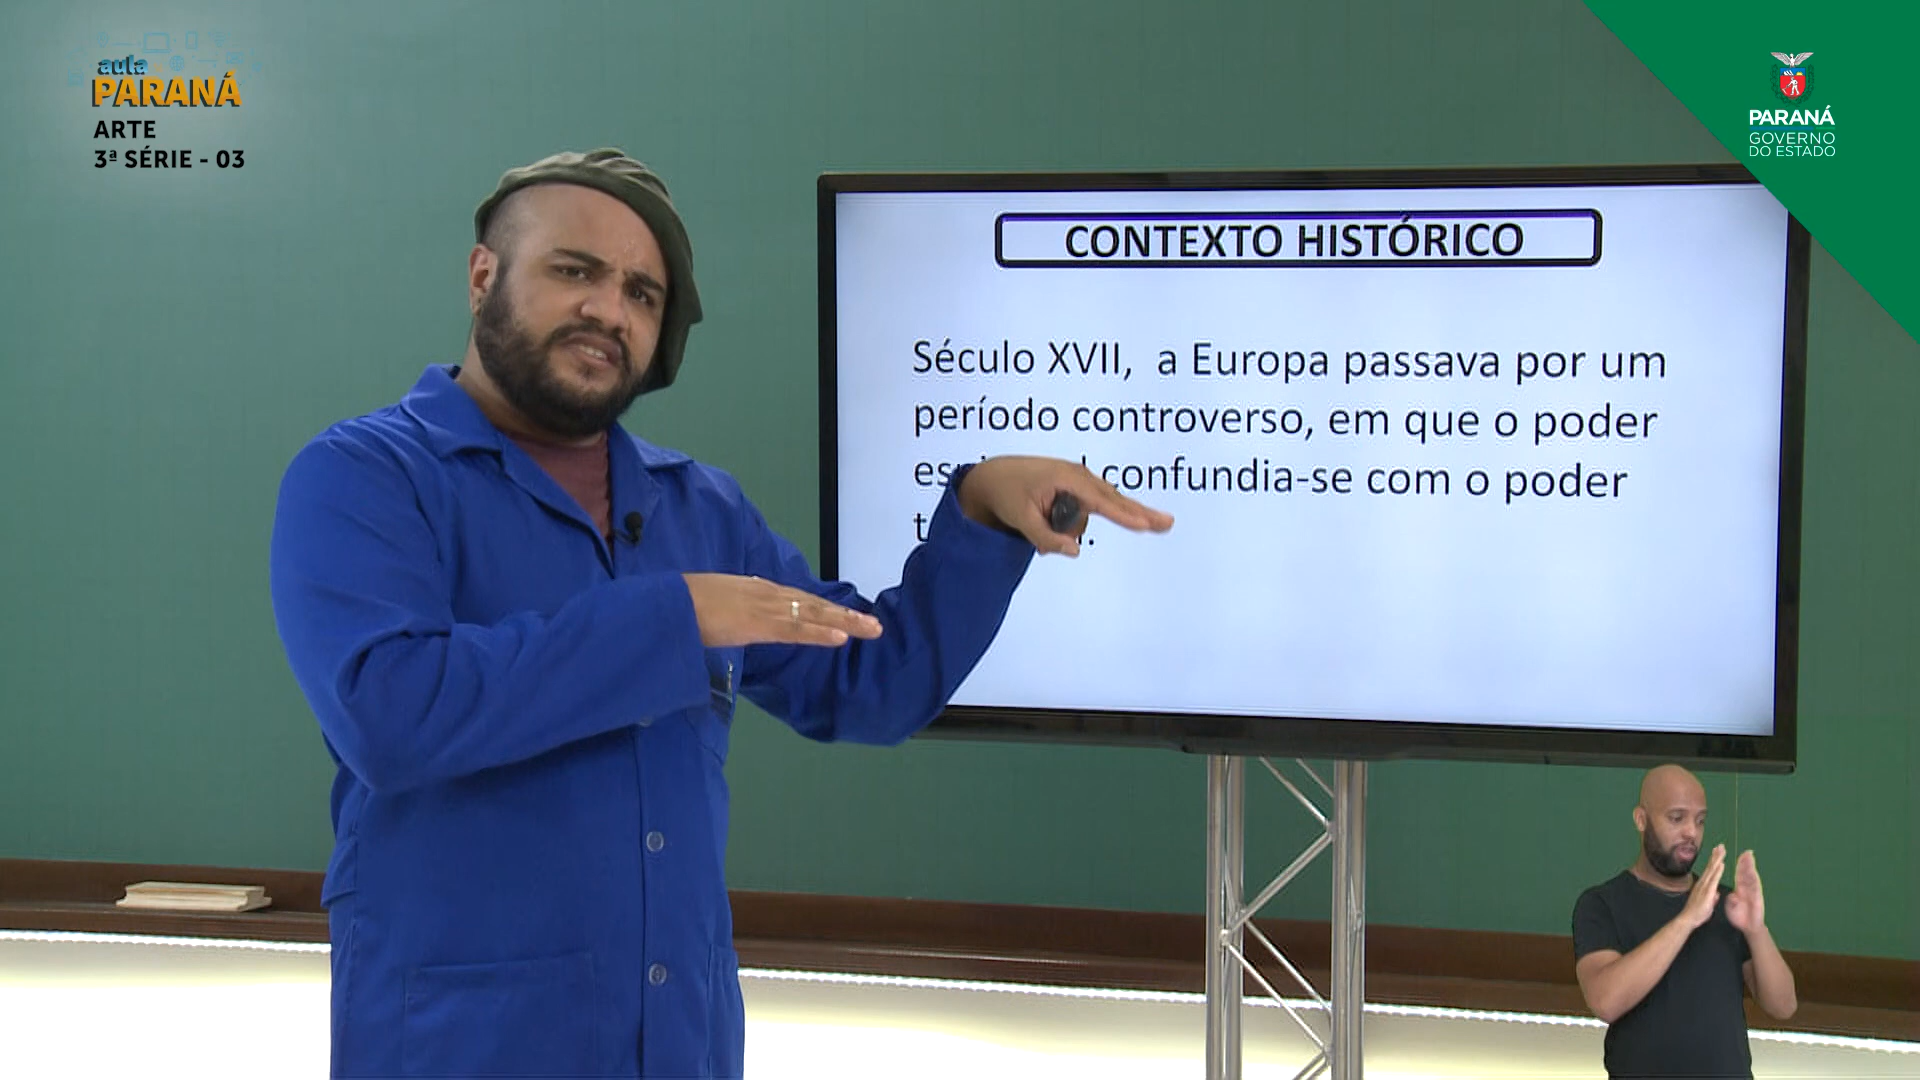 aula
PARANÁ
ARTE
3ª SÉRIE - 03
PARANÁ
GOVERNO
DO ESTADO
CONTEXTO HISTÓRICO
Século XVII, a Europa passava por um
período controverso, em que o poder
confundia-se com o poder